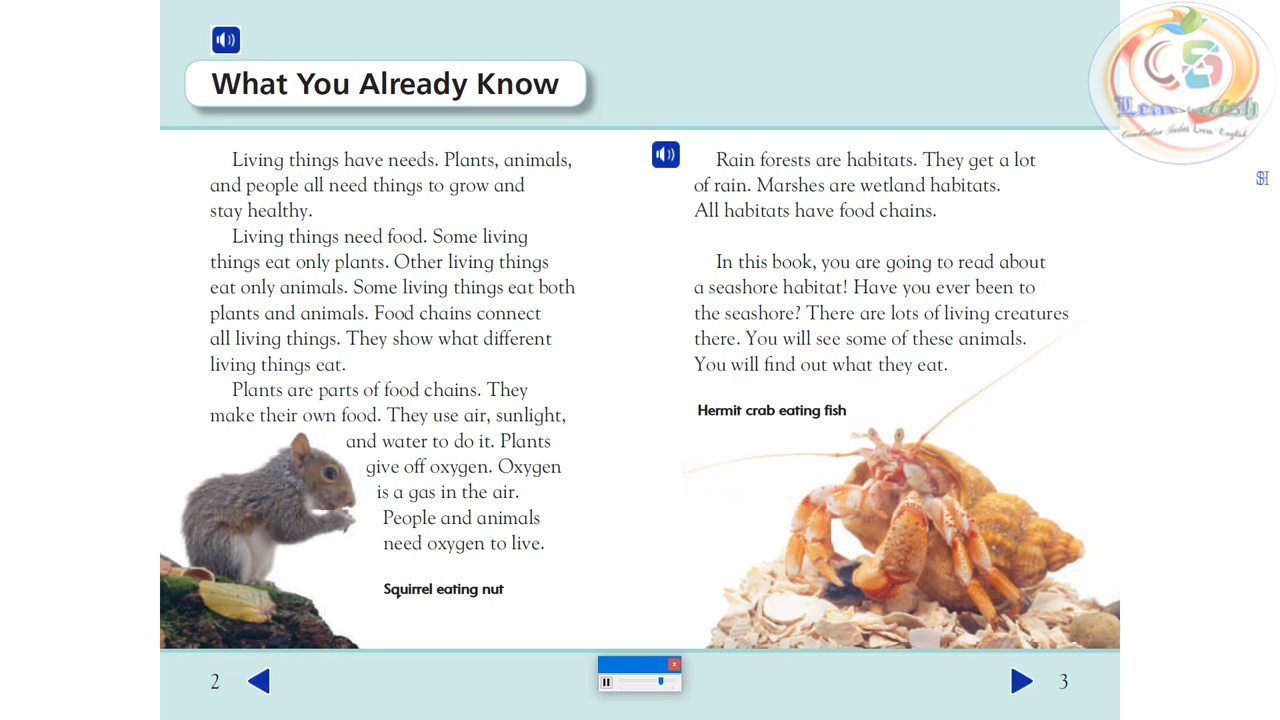 What You Already Know
Living things have needs. Plants, animals,
and people all need things to grow and
stay healthy.
Living things need food. Some living
things eat only plants. Other living things
eat only animals. Some living things eat both
plants and animals. Food chains connect
all living things. They show what different
living things eat.
Plants are parts of food chains. They
make their own food. They use air, sunlight,
and water to do it. Plants
give off oxygen. Oxygen
is a gas in the air.
People and animals
need oxygen to live.
Squirrel eating nut
2
Rain forests are habitats. They get a lot
of rain. Marshes are wetland habitats.
All habitats have food chains.
In this book, you are going to read about
a seashore habitat! Have you ever been to
the seashore? There are lots of living creatures
there. You will see some of these animals.
You will find out what they eat.
Hermit crab eating fish
3
Learn English